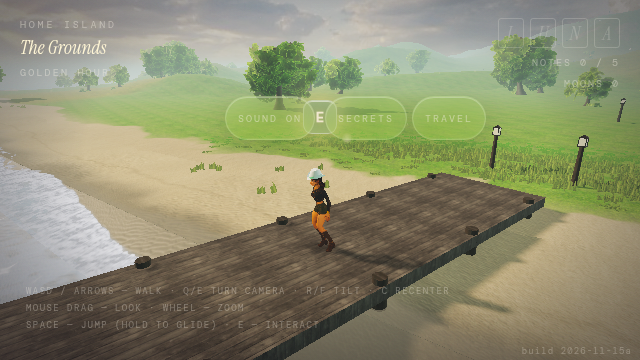 HOME ISLAND
The Grounds
GOLDEN HOUR
L U N A
NOTES 0 / 5
MOONS
SOUND ON
E
SECRETS
TRAVEL
WASD / ARROWS — WALK · Q/E TURN CAMERA · R/F TILT · C RECENTER
MOUSE DRAG — LOOK · WHEEL — ZOOM
SPACE — JUMP (HOLD TO GLIDE) · E — INTERACT
build 2026-11-15a